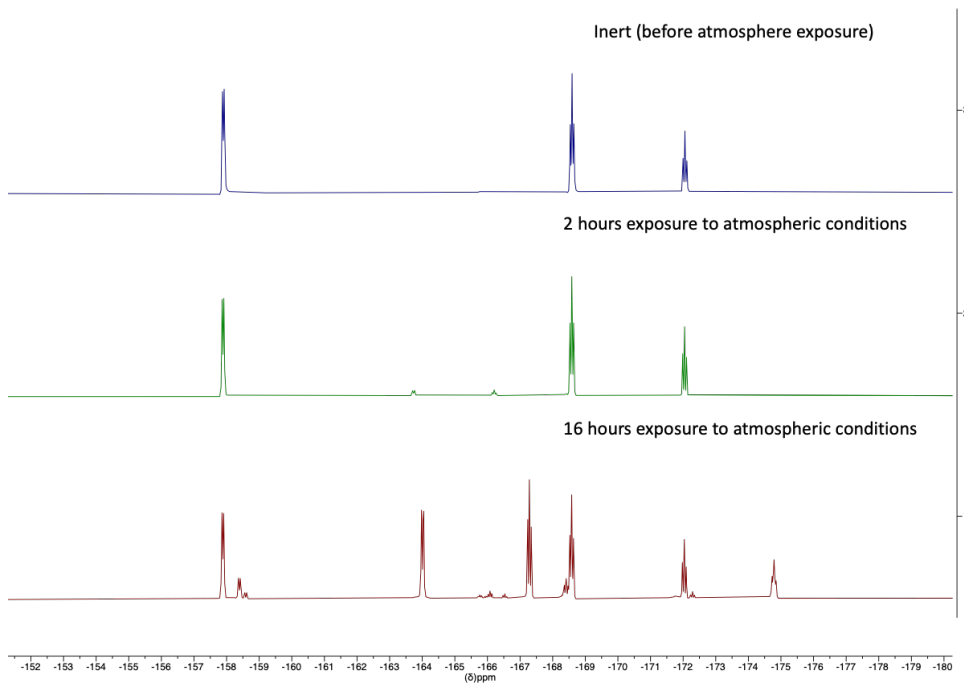 Inert (before atmosphere exposure)
2 hours exposure to atmospheric conditions
16 hours exposure to atmospheric conditions
-152 -153 -154 -155 -156 -157 -158 -159 -160 -161 -162 -163 -164 -165 -166 -167 -168 -169 -170 -171 -172 -173 -174 -175 -176 -177 -178 -179 -180
(δ)ppm